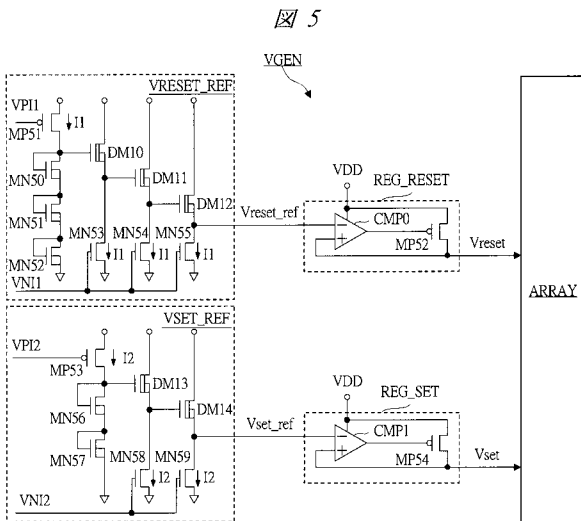 図 5
VGEN
VRESET_REF
VPI1
I1
MP51
DM10
MN50
DM11
MN51
DM12
MN53 MN54 MN55
MN52
I1 I1 I1
VNI1
Vreset_ref
VDD
REG_RESET
CMP0
MP52
Vreset
ARRAY
VSET_REF
VPI2
I2
MP53
DM13
MN56
DM14
MN57
MN58 MN59
I2 I2
VNI2
Vset_ref
VDD
REG_SET
CMP1
MP54
Vset